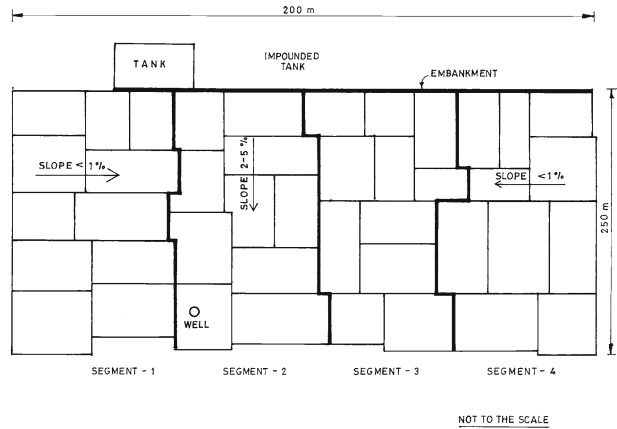 200 m
TANK
IMPOUNDED
TANK
EMBANKMENT
SLOPE < 1%
SLOPE 2-5 %
SLOPE <1%
250 m
WELL
SEGMENT - 1
SEGMENT - 2
SEGMENT - 3
SEGMENT - 4
NOT TO THE SCALE